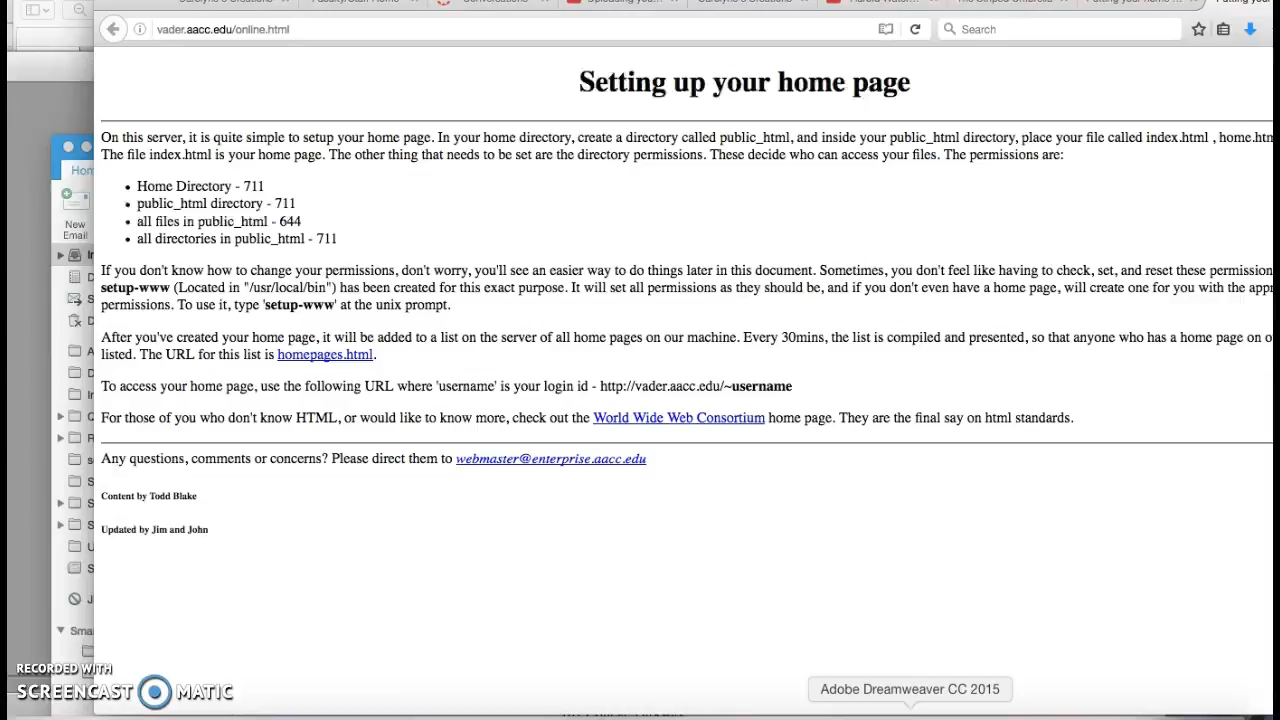 vader.aacc.edu/online.html
Search
Setting up your home page
On this server, it is quite simple to setup your home page. In your home directory, create a directory called public_html, and inside your public_html directory, place your file called index.html , home.htm
The file index.html is your home page. The other thing that needs to be set are the directory permissions. These decide who can access your files. The permissions are:
• Home Directory - 711
• public_html directory - 711
• all files in public_html - 644
• all directories in public_html - 711
If you don't know how to change your permissions, don't worry, you'll see an easier way to do things later in this document. Sometimes, you don't feel like having to check, set, and reset these permission
setup-www (Located in "/usr/local/bin") has been created for this exact purpose. It will set all permissions as they should be, and if you don't even have a home page, will create one for you with the appr
permissions. To use it, type 'setup-www' at the unix prompt.
After you've created your home page, it will be added to a list on the server of all home pages on our machine. Every 30mins, the list is compiled and presented, so that anyone who has a home page on o
listed. The URL for this list is homepages.html.
To access your home page, use the following URL where 'username' is your login id - http://vader.aacc.edu/~username
For those of you who don't know HTML, or would like to know more, check out the World Wide Web Consortium home page. They are the final say on html standards.
Any questions, comments or concerns? Please direct them to webmaster@enterprise.aacc.edu
Content by Todd Blake
Updated by Jim and John
Hom
New
Email
Smar
RECORDED WITH
SCREENCAST MATIC
Adobe Dreamweaver CC 2015